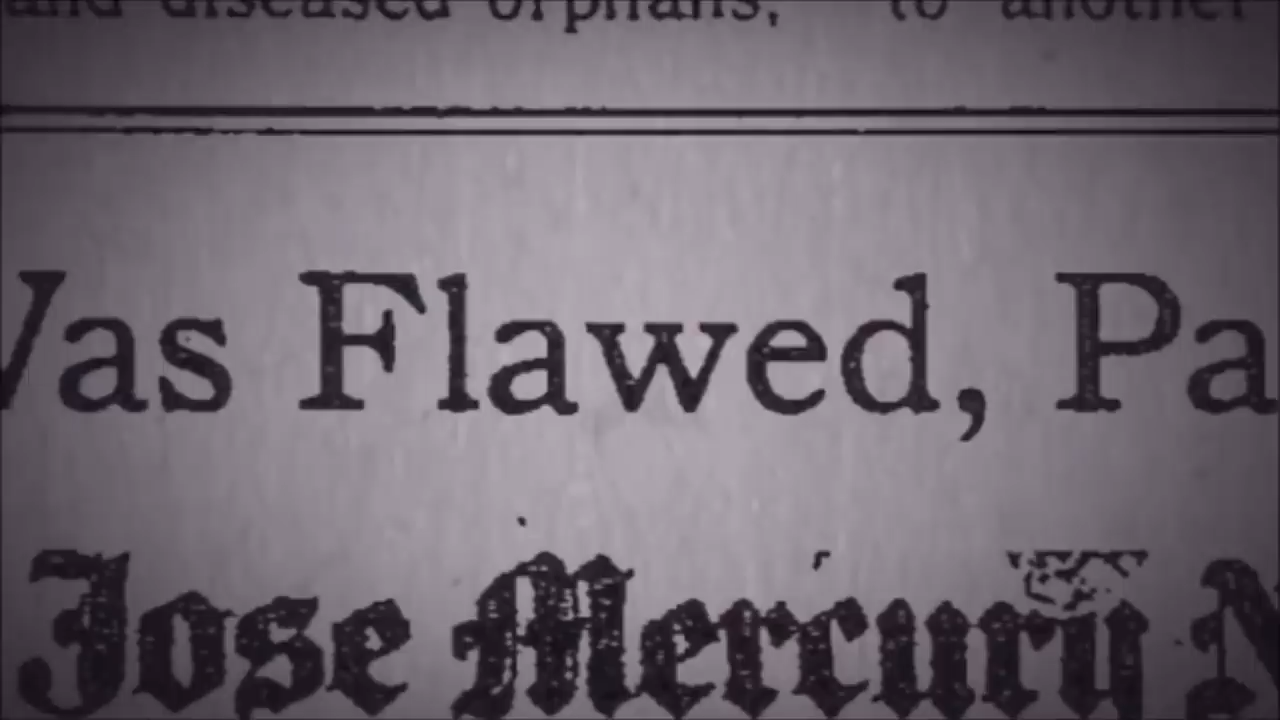 and diseased orphans, to another
Was Flawed, Pa
Jose Mercury N